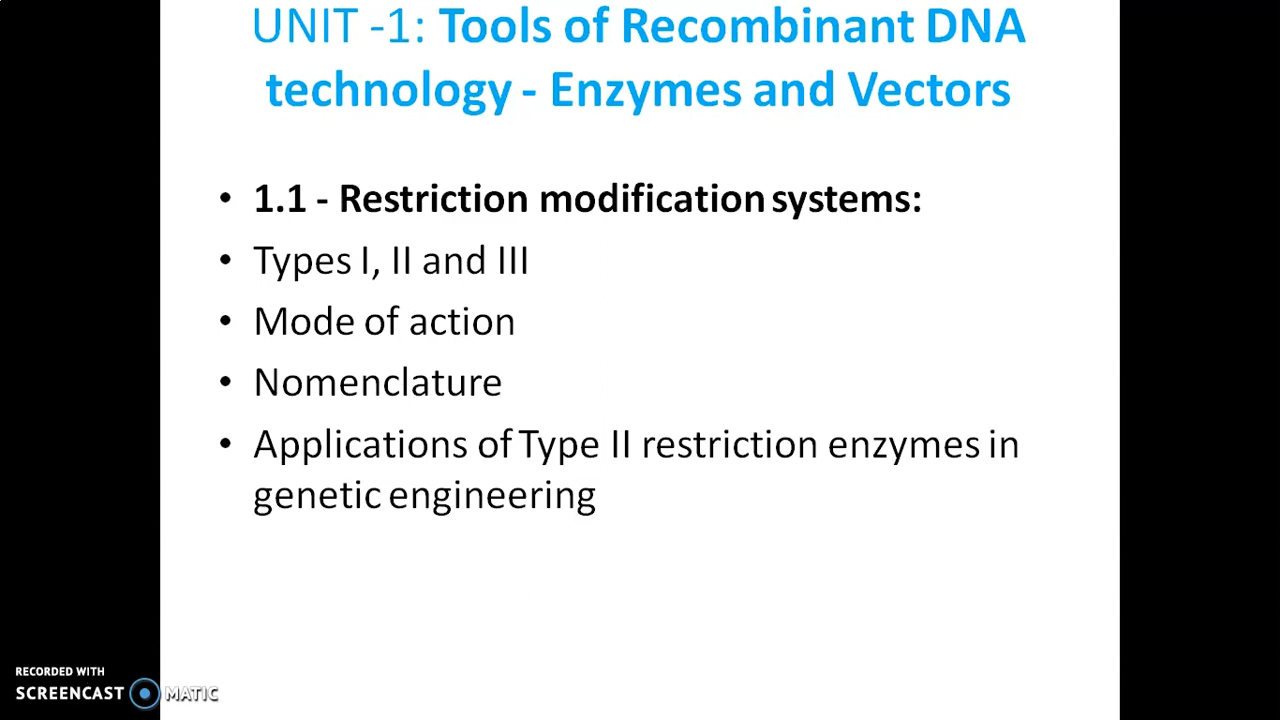 UNIT -1: Tools of Recombinant DNA
technology - Enzymes and Vectors
• 1.1 - Restriction modification systems:
• Types I, II and III
• Mode of action
• Nomenclature
• Applications of Type II restriction enzymes in
genetic engineering
RECORDED WITH
SCREENCAST MATIC